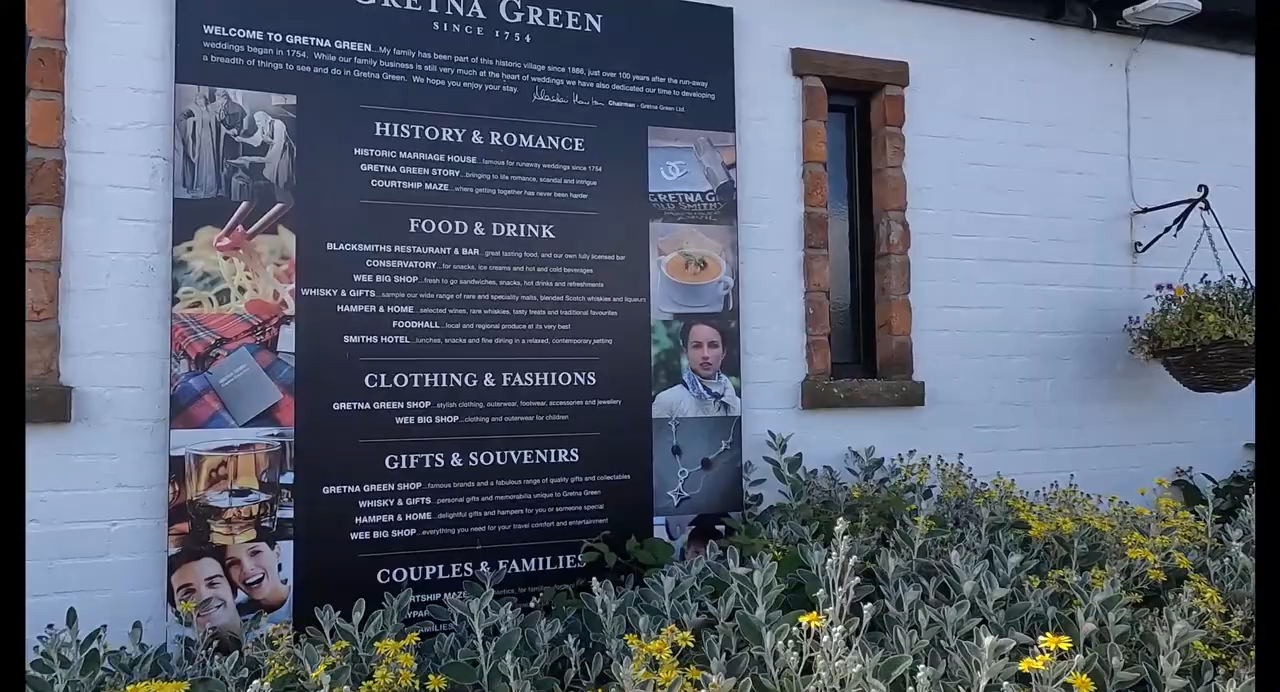 GRETNA GREEN
SINCE 1754
WELCOME TO GRETNA GREEN...My family has been part of this historic village since 1886, just over 100 years after the run-away
weddings began in 1754. While our family business is still very much at the heart of weddings we have also dedicated our time to developing
a breadth of things to see and do in Gretna Green. We hope you enjoy your stay.
Chairman - Gretna Green Ltd.
HISTORY & ROMANCE
HISTORIC MARRIAGE HOUSE...famous for runaway weddings since 1754
GRETNA GREEN STORY...bringing to life romance, scandal and intrigue
COURTSHIP MAZE...where getting together has never been harder
GRETNA G
OLD SMITHY
ANVIL
FOOD & DRINK
BLACKSMITHS RESTAURANT & BAR...great tasting food, and our own fully licensed bar
CONSERVATORY...for snacks, ice creams and hot and cold beverages
WEE BIG SHOP...fresh to go sandwiches, snacks, hot drinks and refreshments
WHISKY & GIFTS...sample our wide range of rare and speciality malts, blended Scotch whiskies and liqueurs
HAMPER & HOME...selected wines, rare whiskies, tasty treats and traditional favourites
FOODHALL...local and regional produce at its very best
SMITHS HOTEL...lunches, snacks and fine dining in a relaxed, contemporary setting
CLOTHING & FASHIONS
GRETNA GREEN SHOP...stylish clothing, outerwear, footwear, accessories and jewellery
WEE BIG SHOP...clothing and outerwear for children
GIFTS & SOUVENIRS
GRETNA GREEN SHOP...famous brands and a fabulous range of quality gifts and collectables
WHISKY & GIFTS...personal gifts and memorabilia unique to Gretna Green
HAMPER & HOME...delightful gifts and hampers for you or someone special
WEE BIG SHOP...everything you need for your travel comfort and entertainment
COUPLES & FAMILIES
RTSHIP MAZE